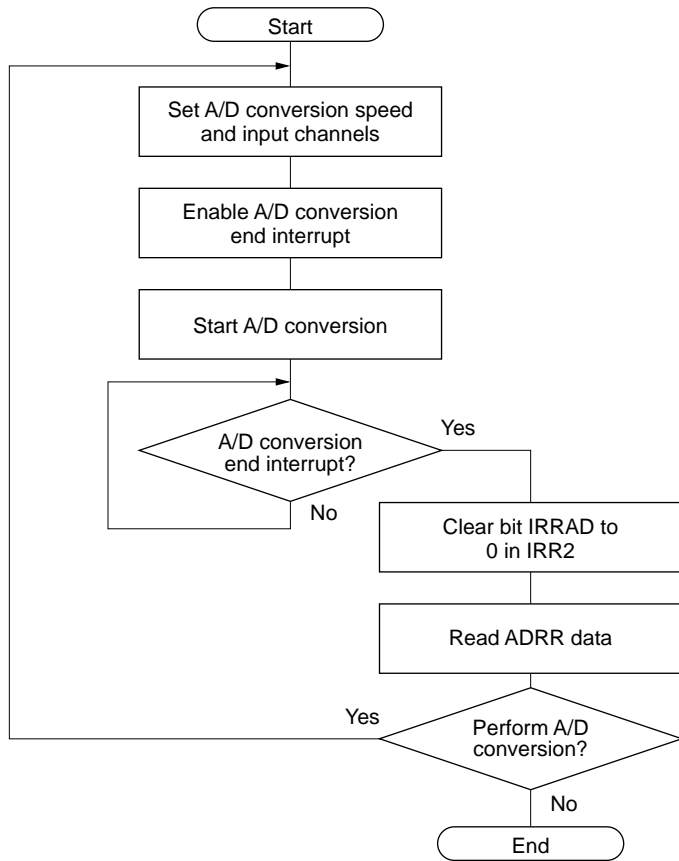 Start
Set A/D conversion speed
and input channels
Enable A/D conversion
end interrupt
Start A/D conversion
A/D conversion
end interrupt?
Yes
No
Clear bit IRRAD to
0 in IRR2
Read ADRR data
Yes
Perform A/D
conversion?
No
End